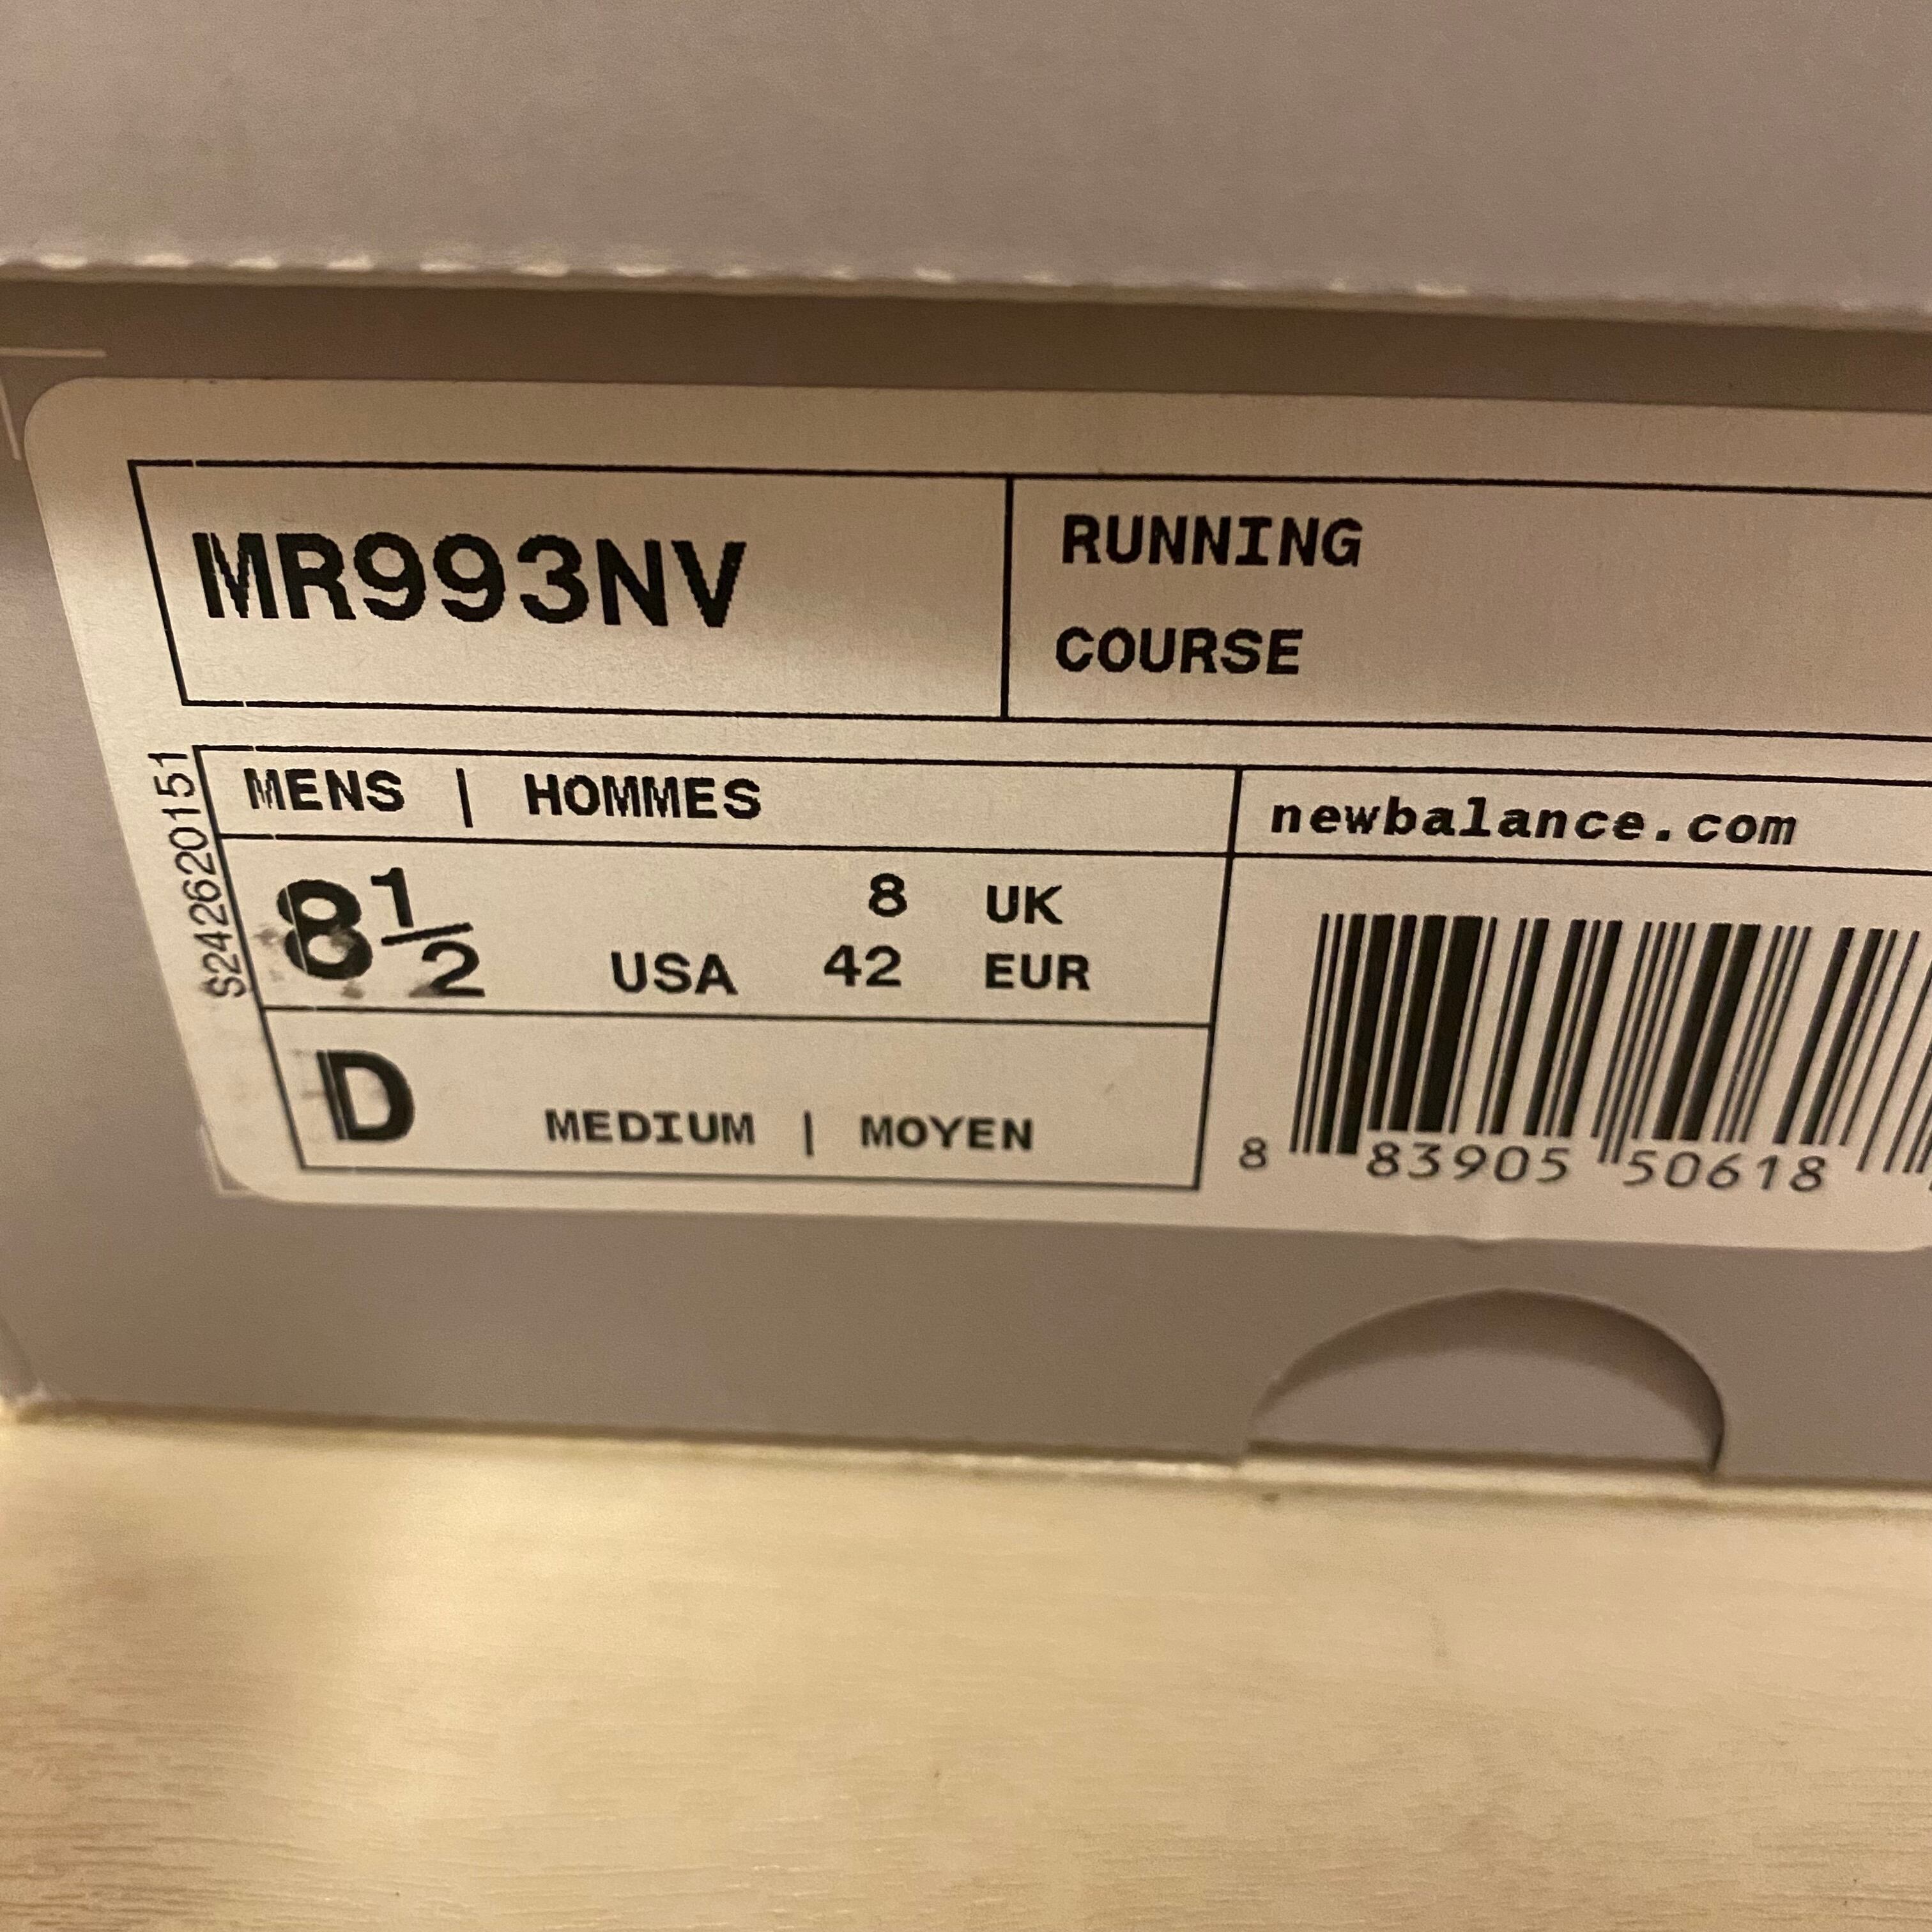 MR993NV
RUNNING
COURSE
S242620151
MENS | HOMMES
newbalance.com
8 1/2 USA 8 UK
42 EUR
D MEDIUM | MOYEN
8 83905 50618